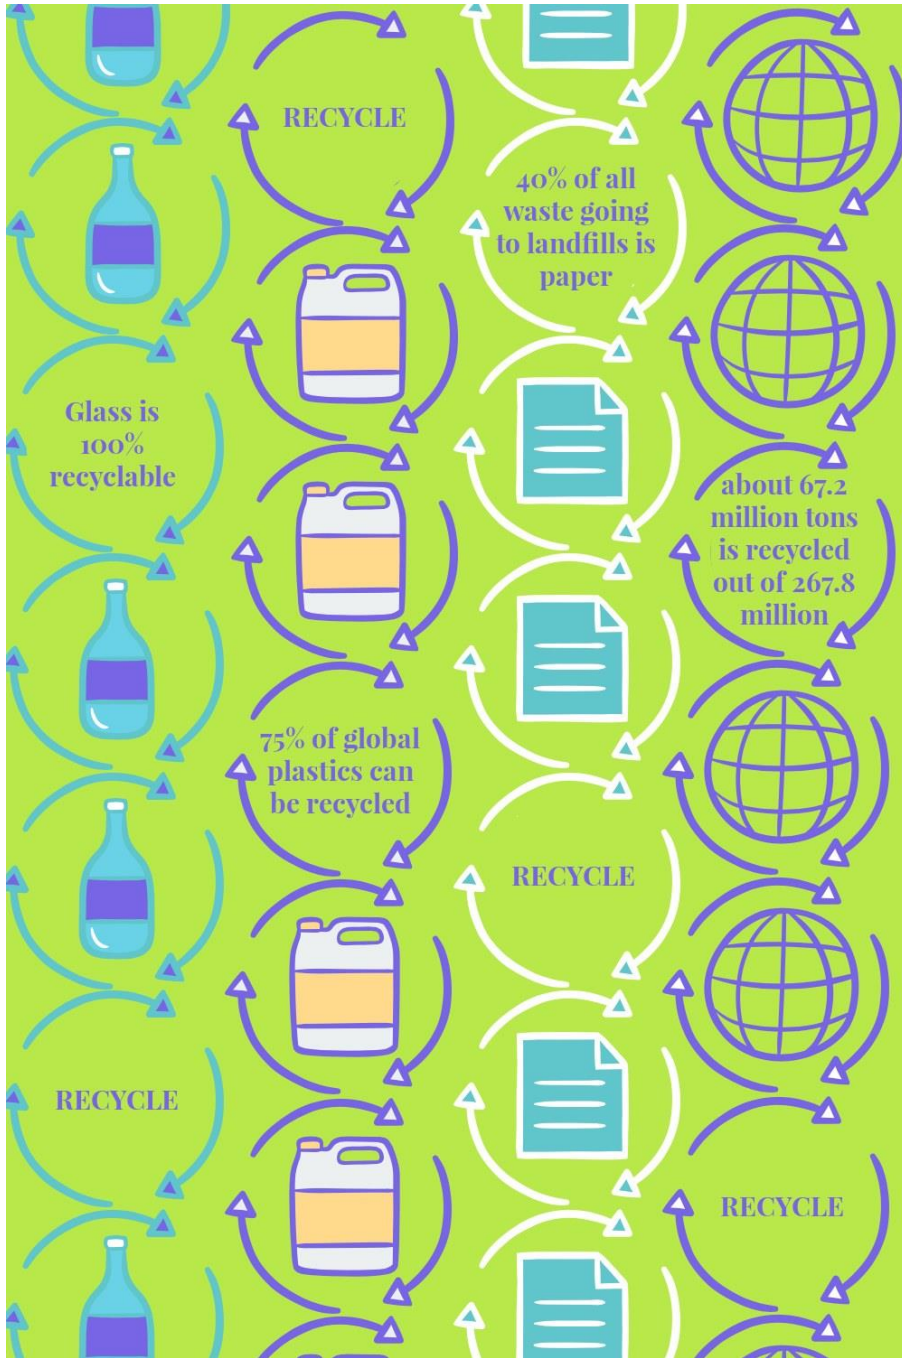 Glass is
100%
recyclable
RECYCLE
RECYCLE
75% of global
plastics can
be recycled
40% of all
waste going
to landfills is
paper
RECYCLE
about 67.2
million tons
is recycled
out of 267.8
million
RECYCLE